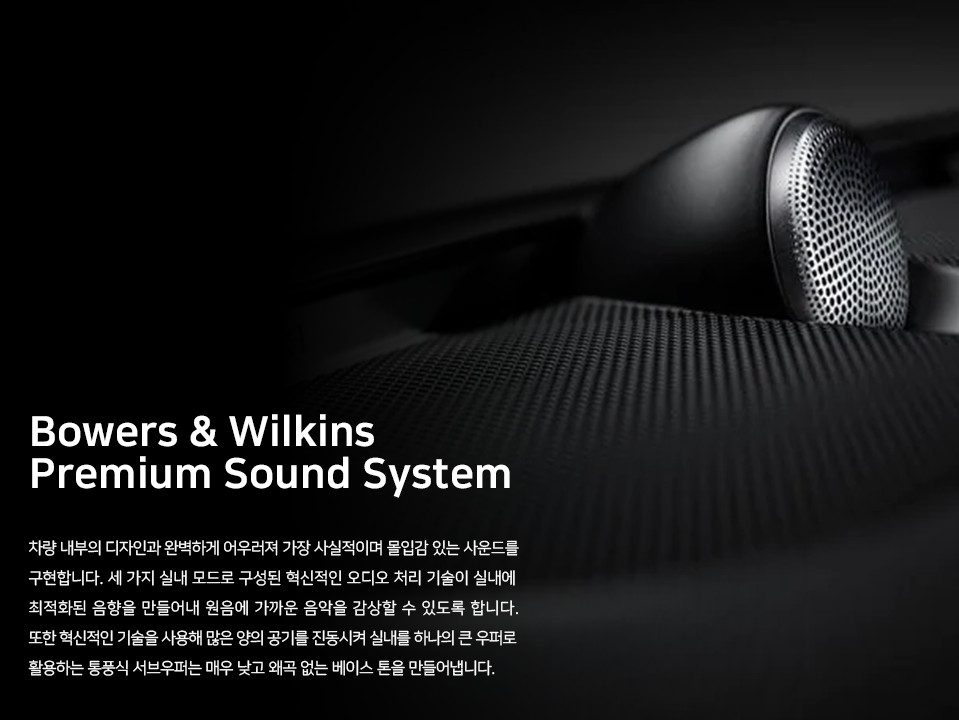 Bowers & Wilkins
Premium Sound System
차량 내부의 디자인과 완벽하게 어우러져 가장 사실적이며 몰입감 있는 사운드를
구현합니다. 세 가지 실내 모드로 구성된 혁신적인 오디오 처리 기술이 실내에
최적화된 음향을 만들어내 원음에 가까운 음악을 감상할 수 있도록 합니다.
또한 혁신적인 기술을 사용해 많은 양의 공기를 진동시켜 실내를 하나의 큰 우퍼로
활용하는 통풍식 서브우퍼는 매우 낮고 왜곡 없는 베이스 톤을 만들어냅니다.